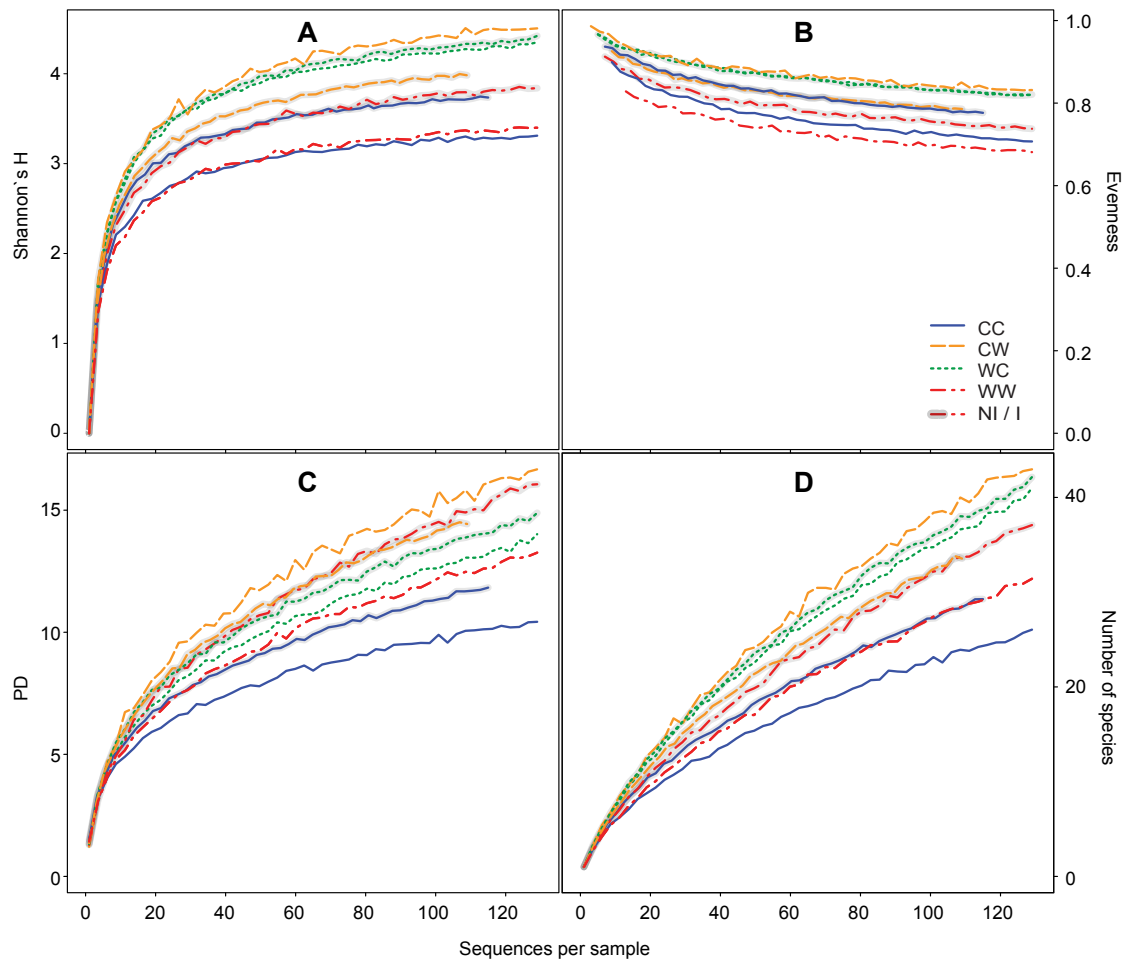 A
B
Shannon`s H
4
3
2
1
0
1.0
0.8
0.6
0.4
0.2
0.0
Evenness
CC
CW
WC
WW
NI / I
C
D
PD
15
10
5
0
40
20
0
Number of species
0 20 40 60 80 100 120
0 20 40 60 80 100 120
Sequences per sample